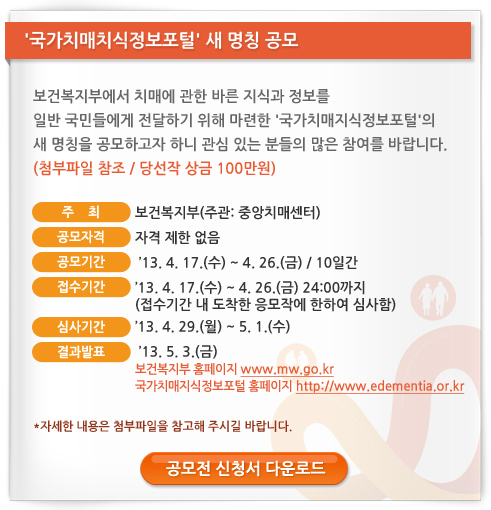 '국가치매치식정보포털' 새 명칭 공모
보건복지부에서 치매에 관한 바른 지식과 정보를
일반 국민들에게 전달하기 위해 마련한 '국가치매지식정보포털'의
새 명칭을 공모하고자 하니 관심 있는 분들의 많은 참여를 바랍니다.
(첨부파일 참조 / 당선작 상금 100만원)
주 최 보건복지부(주관: 중앙치매센터)
공모자격 자격 제한 없음
공모기간 '13. 4. 17.(수) ~ 4. 26.(금) / 10일간
접수기간 '13. 4. 17.(수) ~ 4. 26.(금) 24:00까지
(접수기간 내 도착한 응모작에 한하여 심사함)
심사기간 '13. 4. 29.(월) ~ 5. 1.(수)
결과발표 '13. 5. 3.(금)
보건복지부 홈페이지 www.mw.go.kr
국가치매지식정보포털 홈페이지 http://www.edementia.or.kr
*자세한 내용은 첨부파일을 참고해 주시길 바랍니다.
공모전 신청서 다운로드